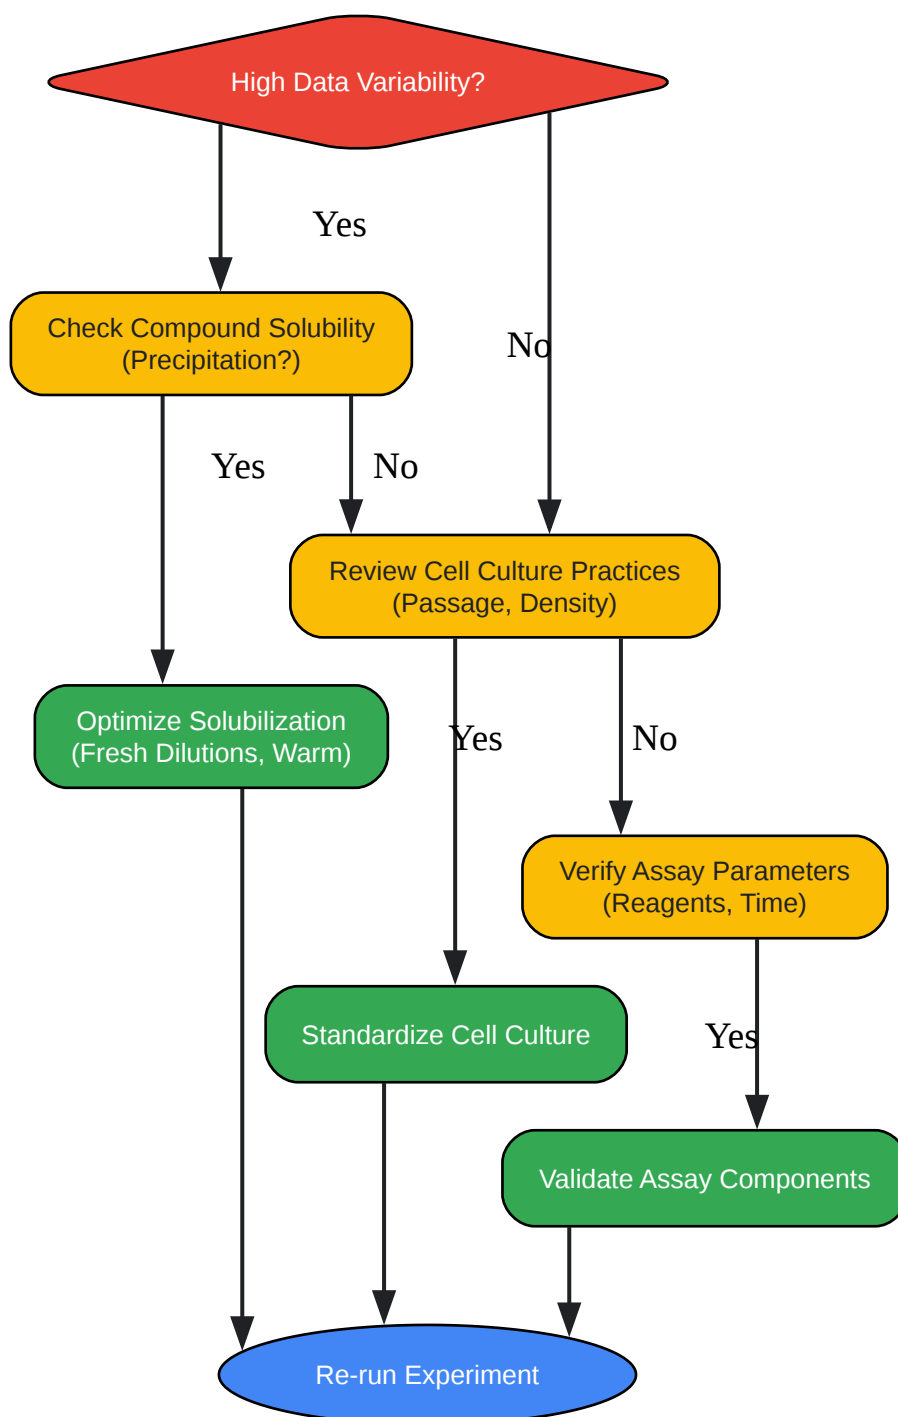 High Data Variability?
Yes
No
Check Compound Solubility
(Precipitation?)
Yes
No
Review Cell Culture Practices
(Passage, Density)
Optimize Solubilization
(Fresh Dilutions, Warm)
Yes
No
Verify Assay Parameters
(Reagents, Time)
Standardize Cell Culture
Yes
Validate Assay Components
Re-run Experiment